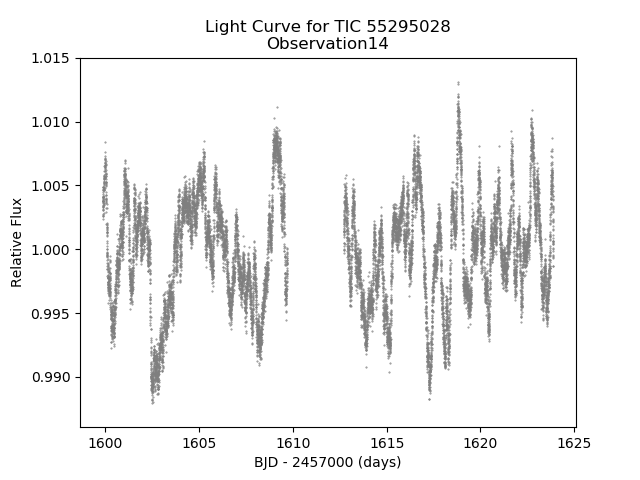 Light Curve for TIC 55295028
Observation14
1.015
1.010
1.005
1.000
0.995
0.990
Relative Flux
1600 1605 1610 1615 1620 1625
BJD - 2457000 (days)